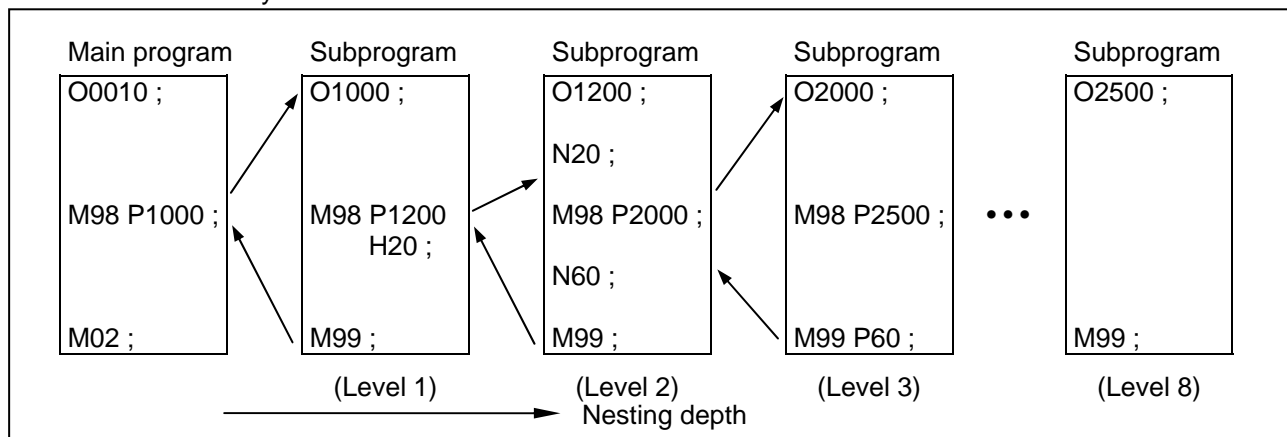 Main program
O0010 ;
M98 P1000 ;
M02 ;
Subprogram
O1000 ;
M98 P1200
H20 ;
M99 ;
(Level 1)
Subprogram
O1200 ;
N20 ;
M98 P2000 ;
N60 ;
M99 ;
(Level 2)
Subprogram
O2000 ;
M98 P2500 ;
M99 P60 ;
(Level 3)
•••
Subprogram
O2500 ;
M99 ;
(Level 8)
Nesting depth